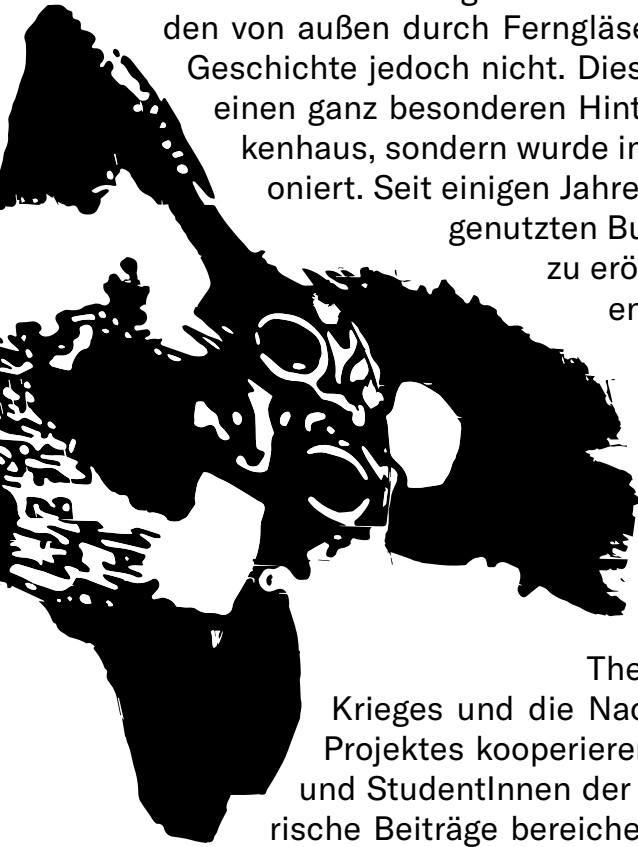 den von außen durch Ferngläse
Geschichte jedoch nicht. Dies
einen ganz besonderen Hint
kenhaus, sondern wurde in
oniert. Seit einigen Jahre
genutzten Bu
zu erö
en
The
Krieges und die Nac
Projektes kooperieren
und StudentInnen der
rische Beiträge bereiche